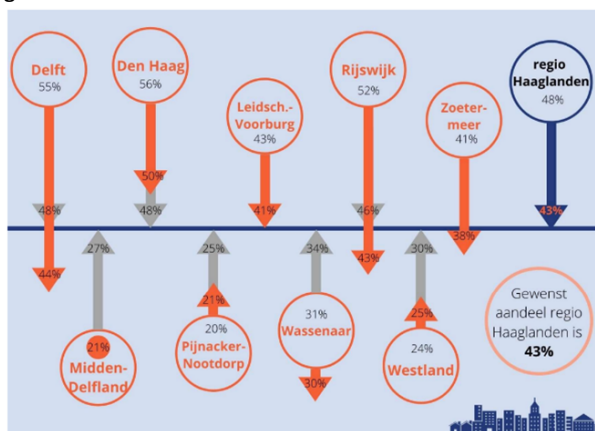 Delft
55%
48%
44%
Den Haag
56%
50%
48%
Leidsch.-
Voorburg
43%
41%
Rijswijk
52%
46%
43%
Zoeter-
meer
41%
38%
regio
Haaglanden
48%
43%
27%
21%
Midden-
Delfland
25%
21%
20%
Pijnacker-
Nootdorp
34%
31%
Wassenaar
30%
30%
25%
24%
Westland
Gewenst
aandeel regio
Haaglanden is
43%